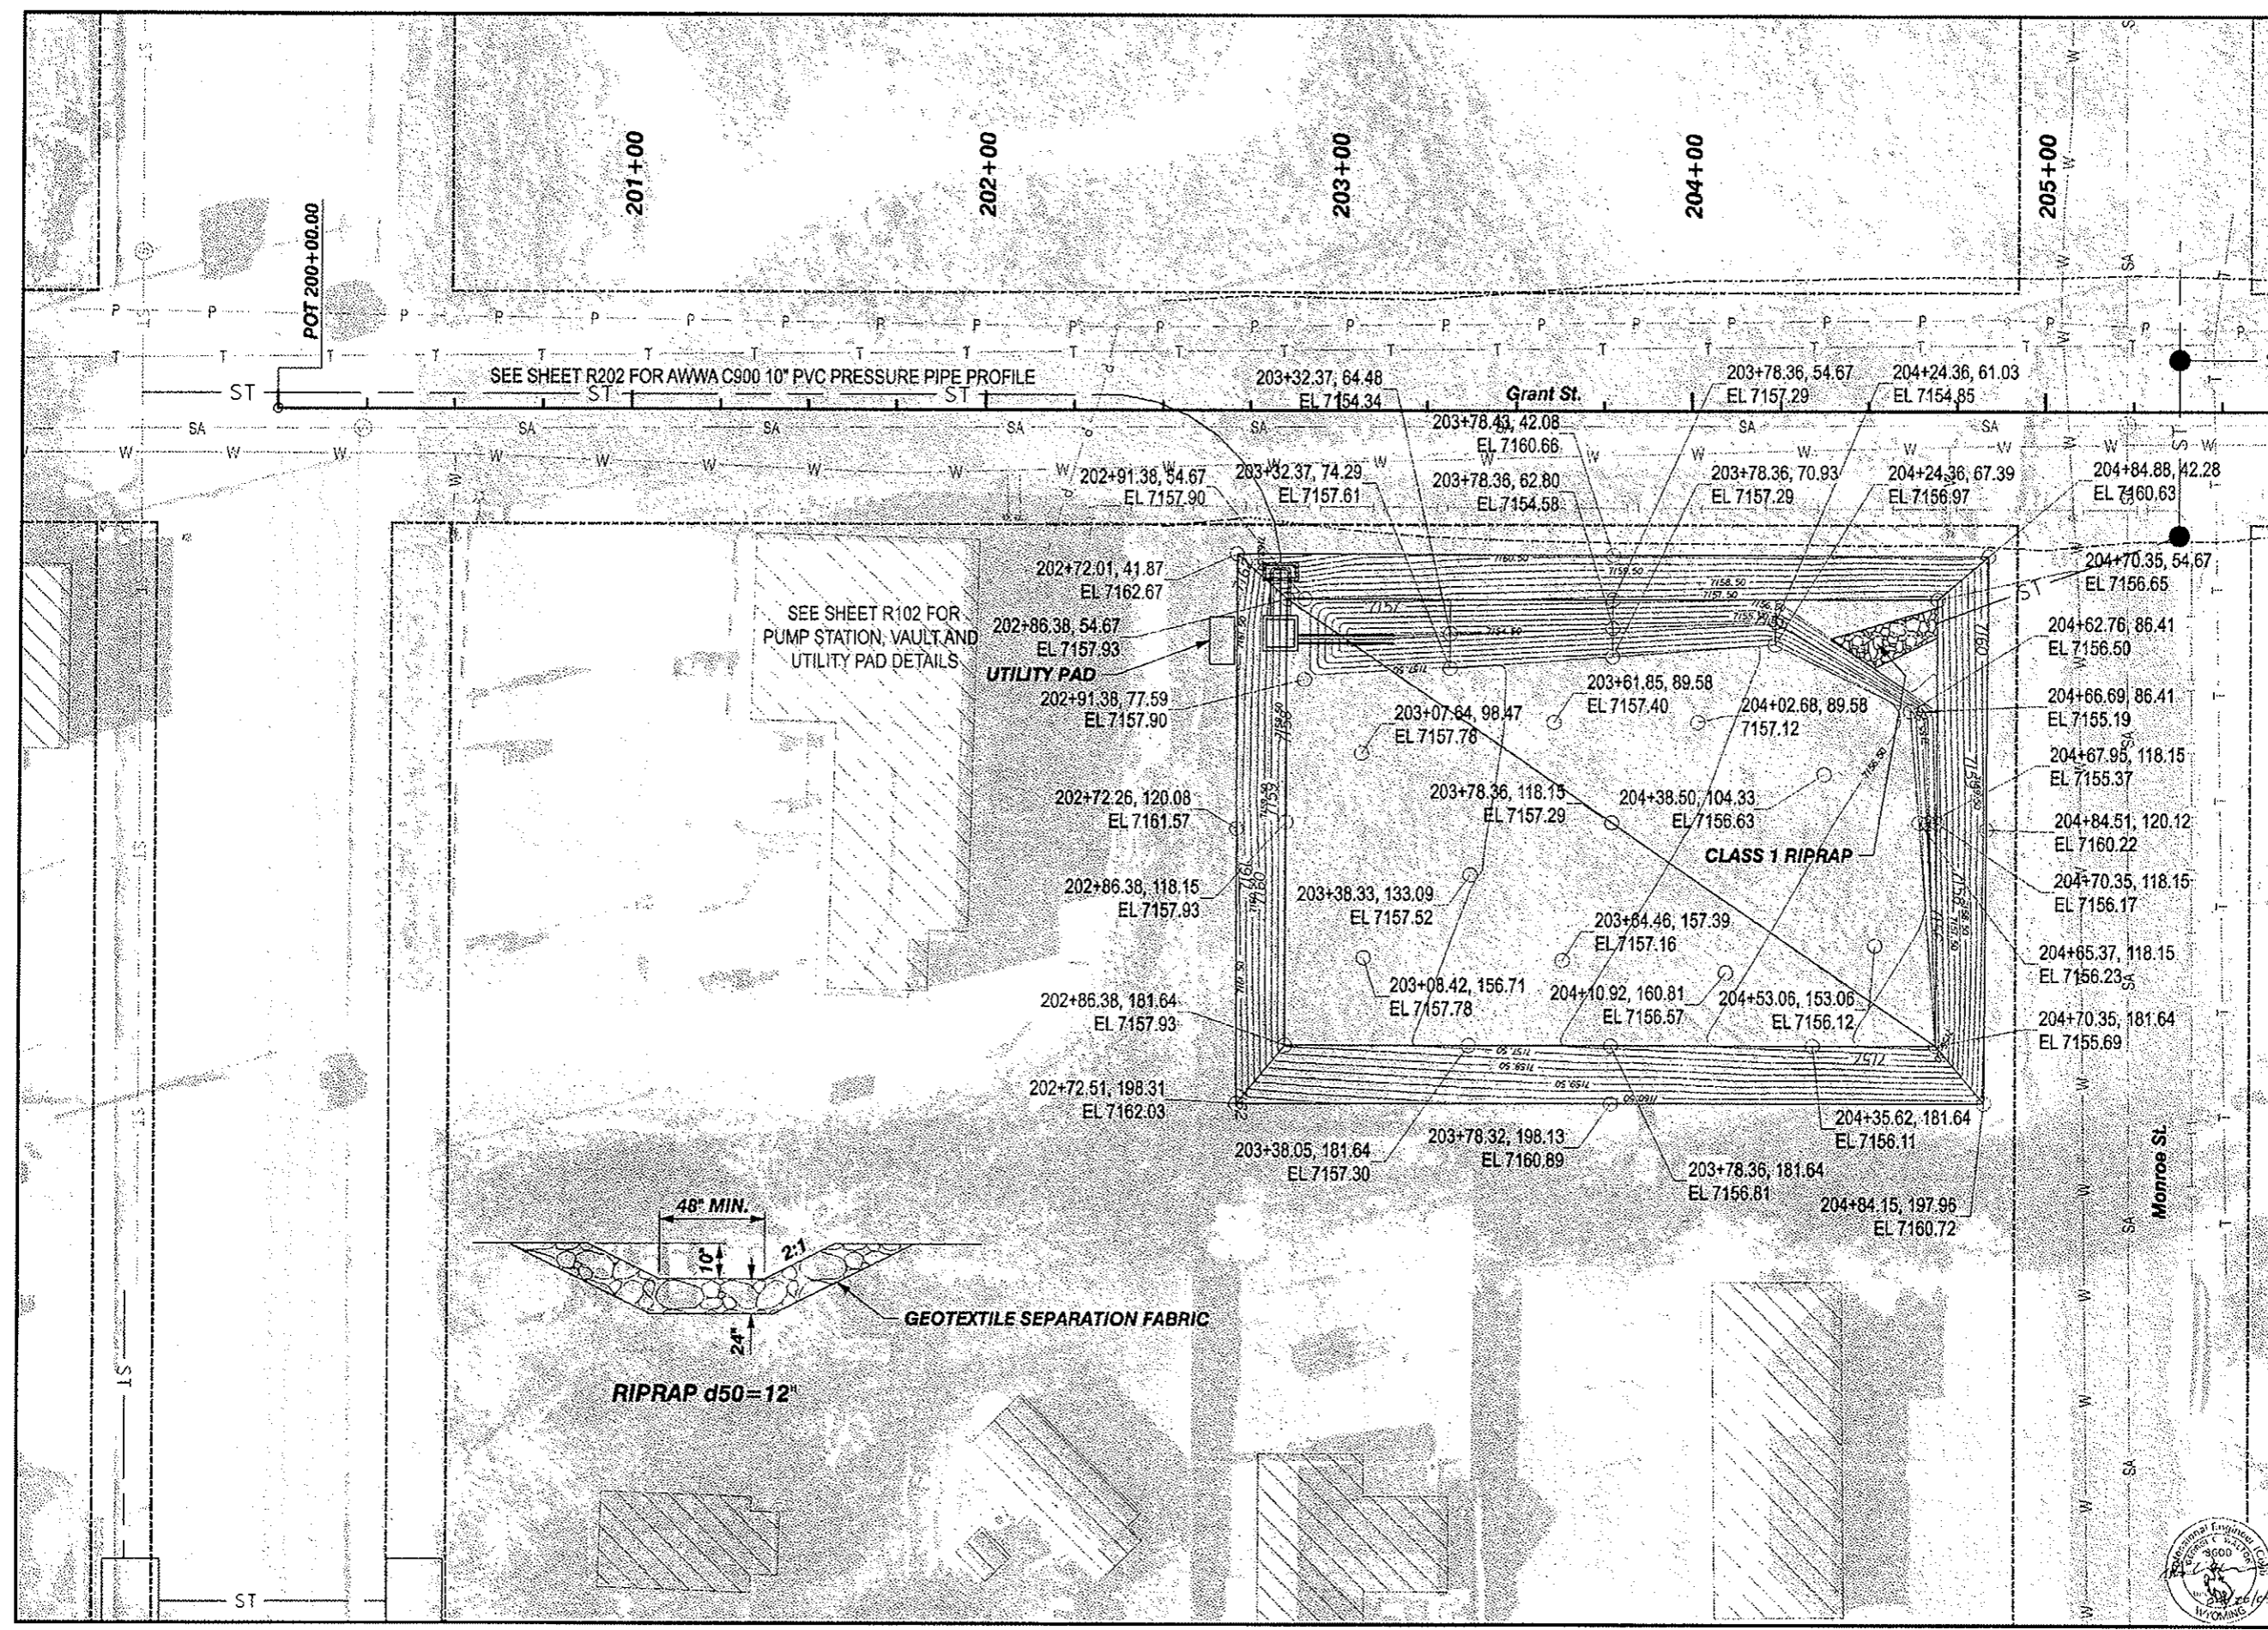 201+00
202+00
203+00
204+00
205+00
POT 200+00.00
SEE SHEET R202 FOR AWWA C900 10" PVC PRESSURE PIPE PROFILE
Grant St.
203+32.37, 64.48
EL 7154.34
203+78.36, 54.67
EL 7157.29
204+24.36, 61.03
EL 7154.85
203+78.43, 42.08
EL 7160.66
202+91.38, 54.67
EL 7157.90
203+32.37, 74.29
EL 7157.61
203+78.36, 62.80
EL 7154.58
203+78.36, 70.93
EL 7157.29
204+24.36, 67.39
EL 7156.97
204+84.88, 42.28
EL 7160.63
202+72.01, 41.87
EL 7162.67
204+70.35, 54.67
EL 7156.65
SEE SHEET R102 FOR
PUMP STATION, VAULT AND
UTILITY PAD DETAILS
202+86.38, 54.67
EL 7157.93
UTILITY PAD
204+62.76, 86.41
EL 7156.50
202+91.38, 77.59
EL 7157.90
203+61.85, 89.58
EL 7157.40
204+02.68, 89.58
7157.12
203+07.64, 98.47
EL 7157.78
204+66.69, 86.41
EL 7155.19
204+67.95, 118.15
EL 7155.37
202+72.26, 120.08
EL 7161.57
203+78.36, 118.15
EL 7157.29
204+38.50, 104.33
EL 7156.63
204+84.51, 120.12
EL 7160.22
CLASS 1 RIPRAP
202+86.38, 118.15
EL 7157.93
203+38.33, 133.09
EL 7157.52
204+70.35, 118.15
EL 7156.17
203+64.46, 157.39
EL 7157.16
204+65.37, 118.15
EL 7156.23
202+86.38, 181.64
EL 7157.93
203+08.42, 156.71
EL 7157.78
204+10.92, 160.81
EL 7156.57
204+53.06, 153.06
EL 7156.12
204+70.35, 181.64
EL 7155.69
202+72.51, 198.31
EL 7162.03
203+38.05, 181.64
EL 7157.30
203+78.32, 198.13
EL 7160.89
203+78.36, 181.64
EL 7156.81
204+35.62, 181.64
EL 7156.11
204+84.15, 197.96
EL 7160.72
Monroe St.
48" MIN.
10"
2:1
24"
GEOTEXTILE SEPARATION FABRIC
RIPRAP d50=12"
WYOMING